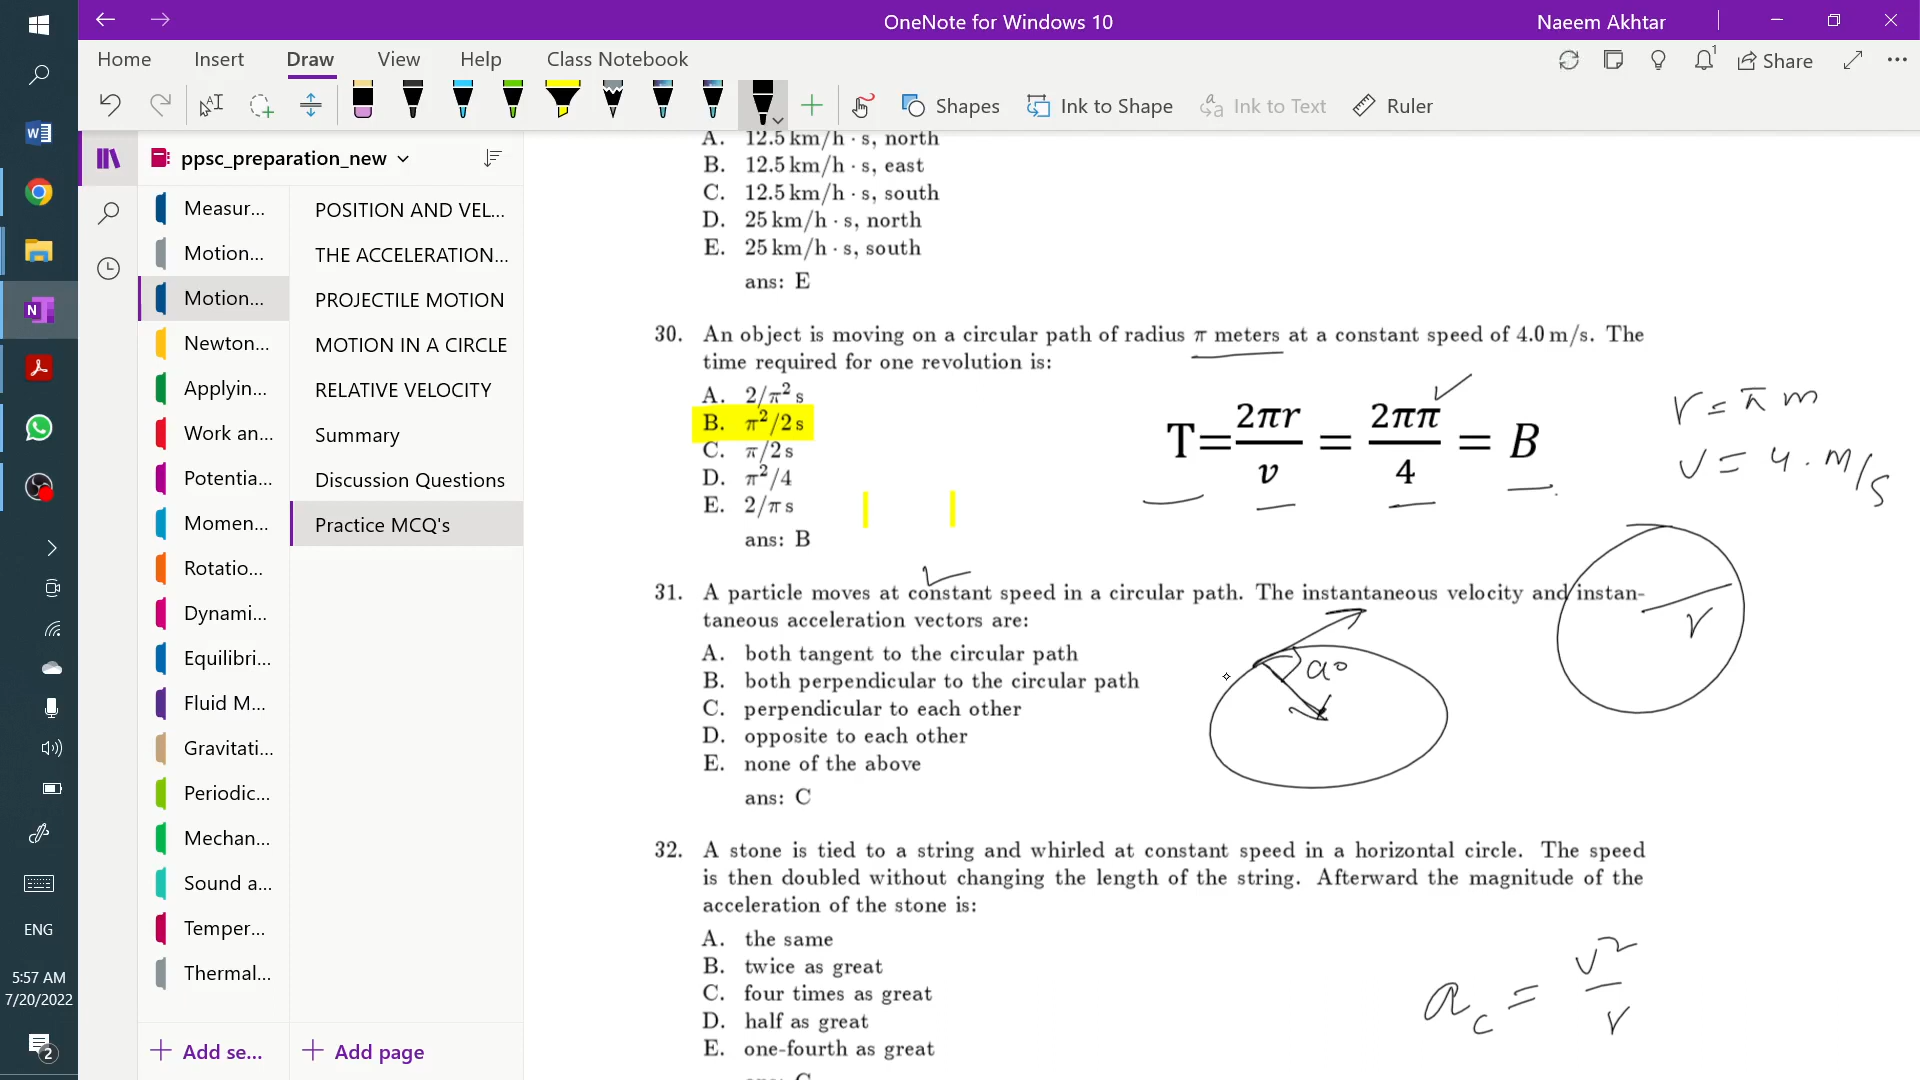 OneNote for Windows 10
Naeem Akhtar
Home Insert Draw View Help Class Notebook
1
Share
Shapes Ink to Shape Ink to Text Ruler
ppsc_preparation_new
Measur...
Motion...
Motion...
Newton...
Applyin...
Work an...
Potentia...
Momen...
Rotatio...
Dynami...
Equilibri...
Fluid M...
Gravitati...
Periodic...
Mechan...
Sound a...
Temper...
Thermal...
Add se...
POSITION AND VEL...
THE ACCELERATION...
PROJECTILE MOTION
MOTION IN A CIRCLE
RELATIVE VELOCITY
Summary
Discussion Questions
Practice MCQ's
Add page
A. 12.5 km/h · s, north
B. 12.5 km/h · s, east
C. 12.5 km/h · s, south
D. 25 km/h · s, north
E. 25 km/h · s, south
ans: E
30. An object is moving on a circular path of radius π meters at a constant speed of 4.0 m/s. The
time required for one revolution is:
A. 2/π² s
B. π²/2 s
C. π/2 s
D. π²/4
E. 2/π s
ans: B
T=2πr/v = 2ππ/4 = B
r = π m
v = 4. m/s
r
31. A particle moves at constant speed in a circular path. The instantaneous velocity and instan-
taneous acceleration vectors are:
A. both tangent to the circular path
B. both perpendicular to the circular path
C. perpendicular to each other
D. opposite to each other
E. none of the above
ans: C
32. A stone is tied to a string and whirled at constant speed in a horizontal circle. The speed
is then doubled without changing the length of the string. Afterward the magnitude of the
acceleration of the stone is:
A. the same
B. twice as great
C. four times as great
D. half as great
E. one-fourth as great
a_c = v²/r
ENG
5:57 AM
7/20/2022
2